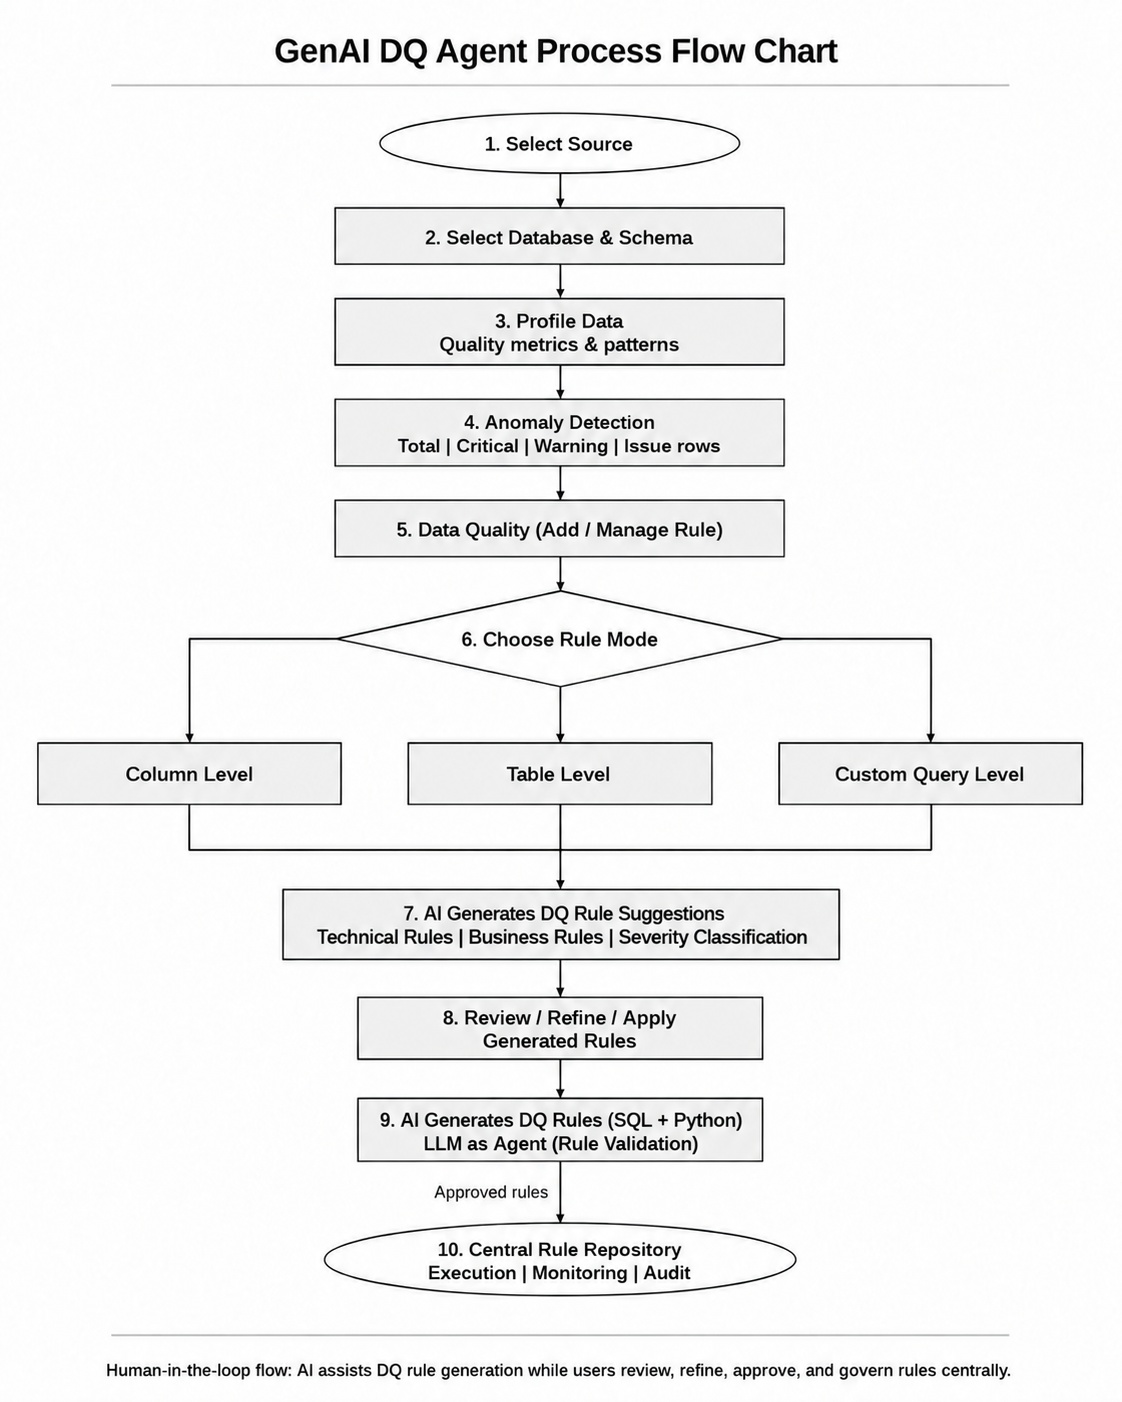 GenAI DQ Agent Process Flow Chart
1. Select Source
2. Select Database & Schema
3. Profile Data
Quality metrics & patterns
4. Anomaly Detection
Total | Critical | Warning | Issue rows
5. Data Quality (Add / Manage Rule)
6. Choose Rule Mode
Column Level
Table Level
Custom Query Level
7. AI Generates DQ Rule Suggestions
Technical Rules | Business Rules | Severity Classification
8. Review / Refine / Apply
Generated Rules
9. AI Generates DQ Rules (SQL + Python)
LLM as Agent (Rule Validation)
Approved rules
10. Central Rule Repository
Execution | Monitoring | Audit
Human-in-the-loop flow: AI assists DQ rule generation while users review, refine, approve, and govern rules centrally.